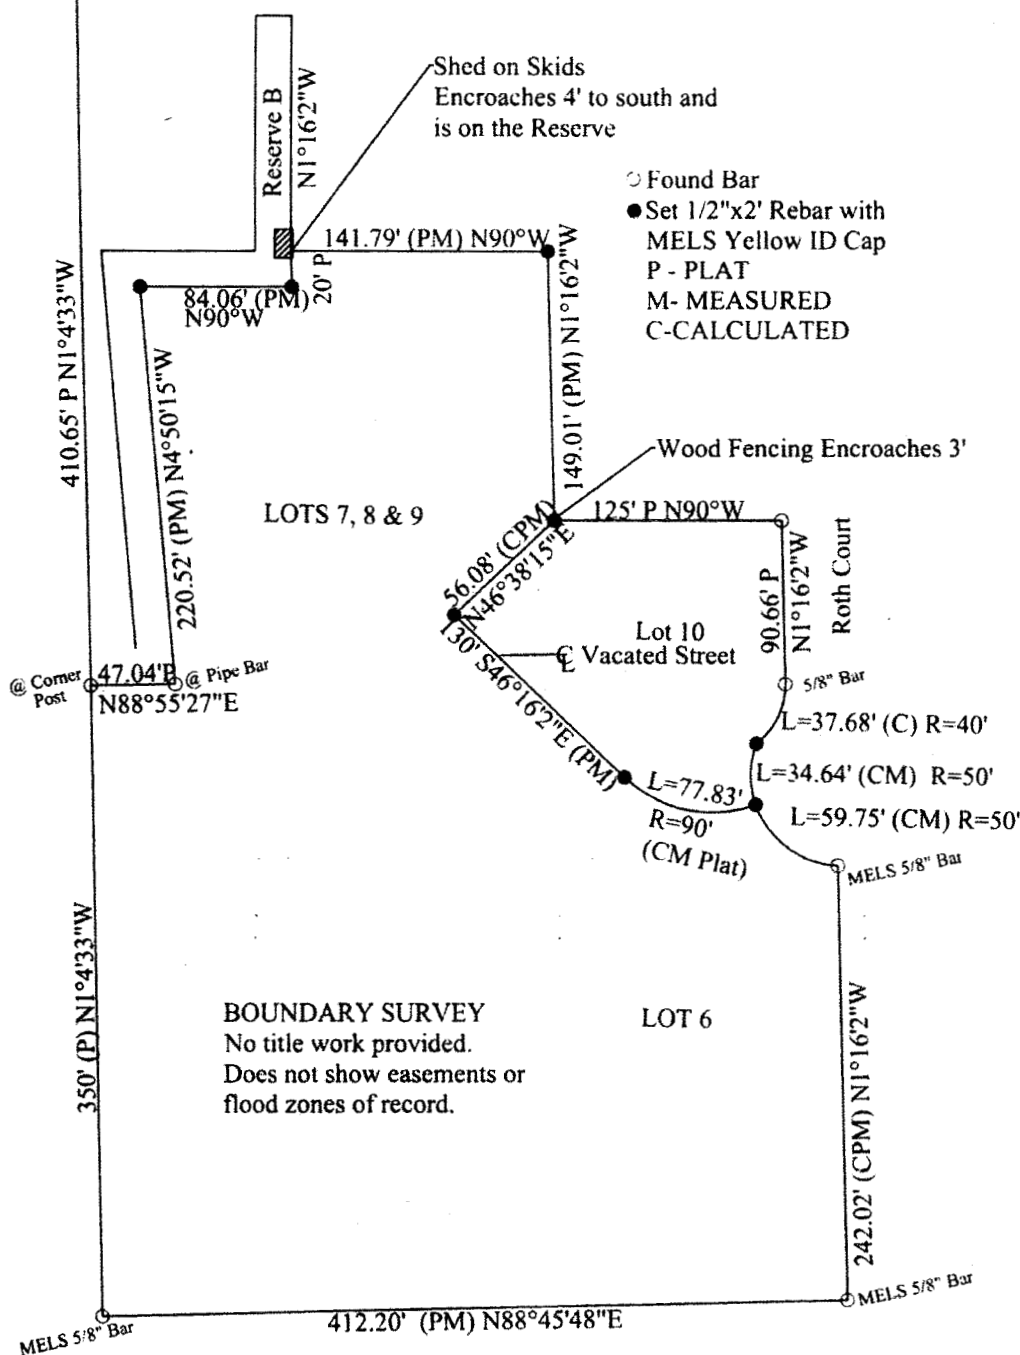 Shed on Skids
Encroaches 4' to south and
is on the Reserve
Reserve B
N1°16'2"W
Found Bar
Set 1/2"x2' Rebar with
MELS Yellow ID Cap
P - PLAT
M- MEASURED
C-CALCULATED
141.79' (PM) N90°W
20' P
84.06' (PM)
N90°W
410.65' P N1°4'33"W
220.52' (PM) N4°50'15"W
149.01' (PM) N1°16'2"W
Wood Fencing Encroaches 3'
LOTS 7, 8 & 9
125' P N90°W
56.08' (CPM)
N46°38'15"E
90.66' P
N1°16'2"W
Roth Court
Lot 10
℄ Vacated Street
130' S46°16'2"E (PM)
@ Corner
Post
47.04'P
@ Pipe Bar
N88°55'27"E
5/8" Bar
L=37.68' (C) R=40'
L=34.64' (CM) R=50'
L=77.83'
R=90'
(CM Plat)
L=59.75' (CM) R=50'
MELS 5/8" Bar
350' (P) N1°4'33"W
BOUNDARY SURVEY
No title work provided.
Does not show easements or
flood zones of record.
LOT 6
242.02' (CPM) N1°16'2"W
MELS 5/8" Bar
412.20' (PM) N88°45'48"E
MELS 5/8" Bar